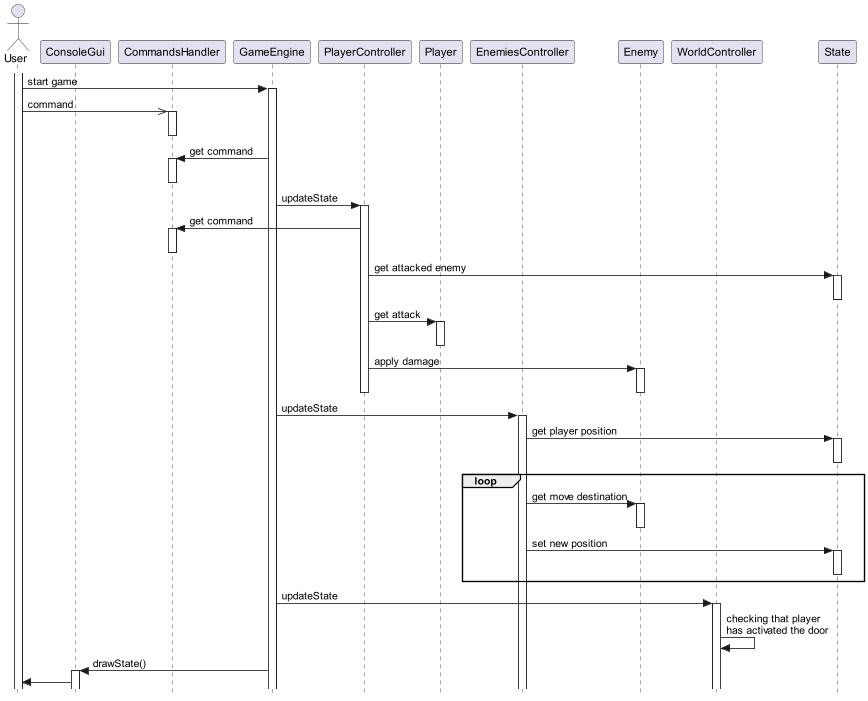 User
ConsoleGui
CommandsHandler
GameEngine
PlayerController
Player
EnemiesController
Enemy
WorldController
State
start game
command
get command
updateState
get command
get attacked enemy
get attack
apply damage
updateState
get player position
loop
get move destination
set new position
updateState
checking that player
has activated the door
drawState()